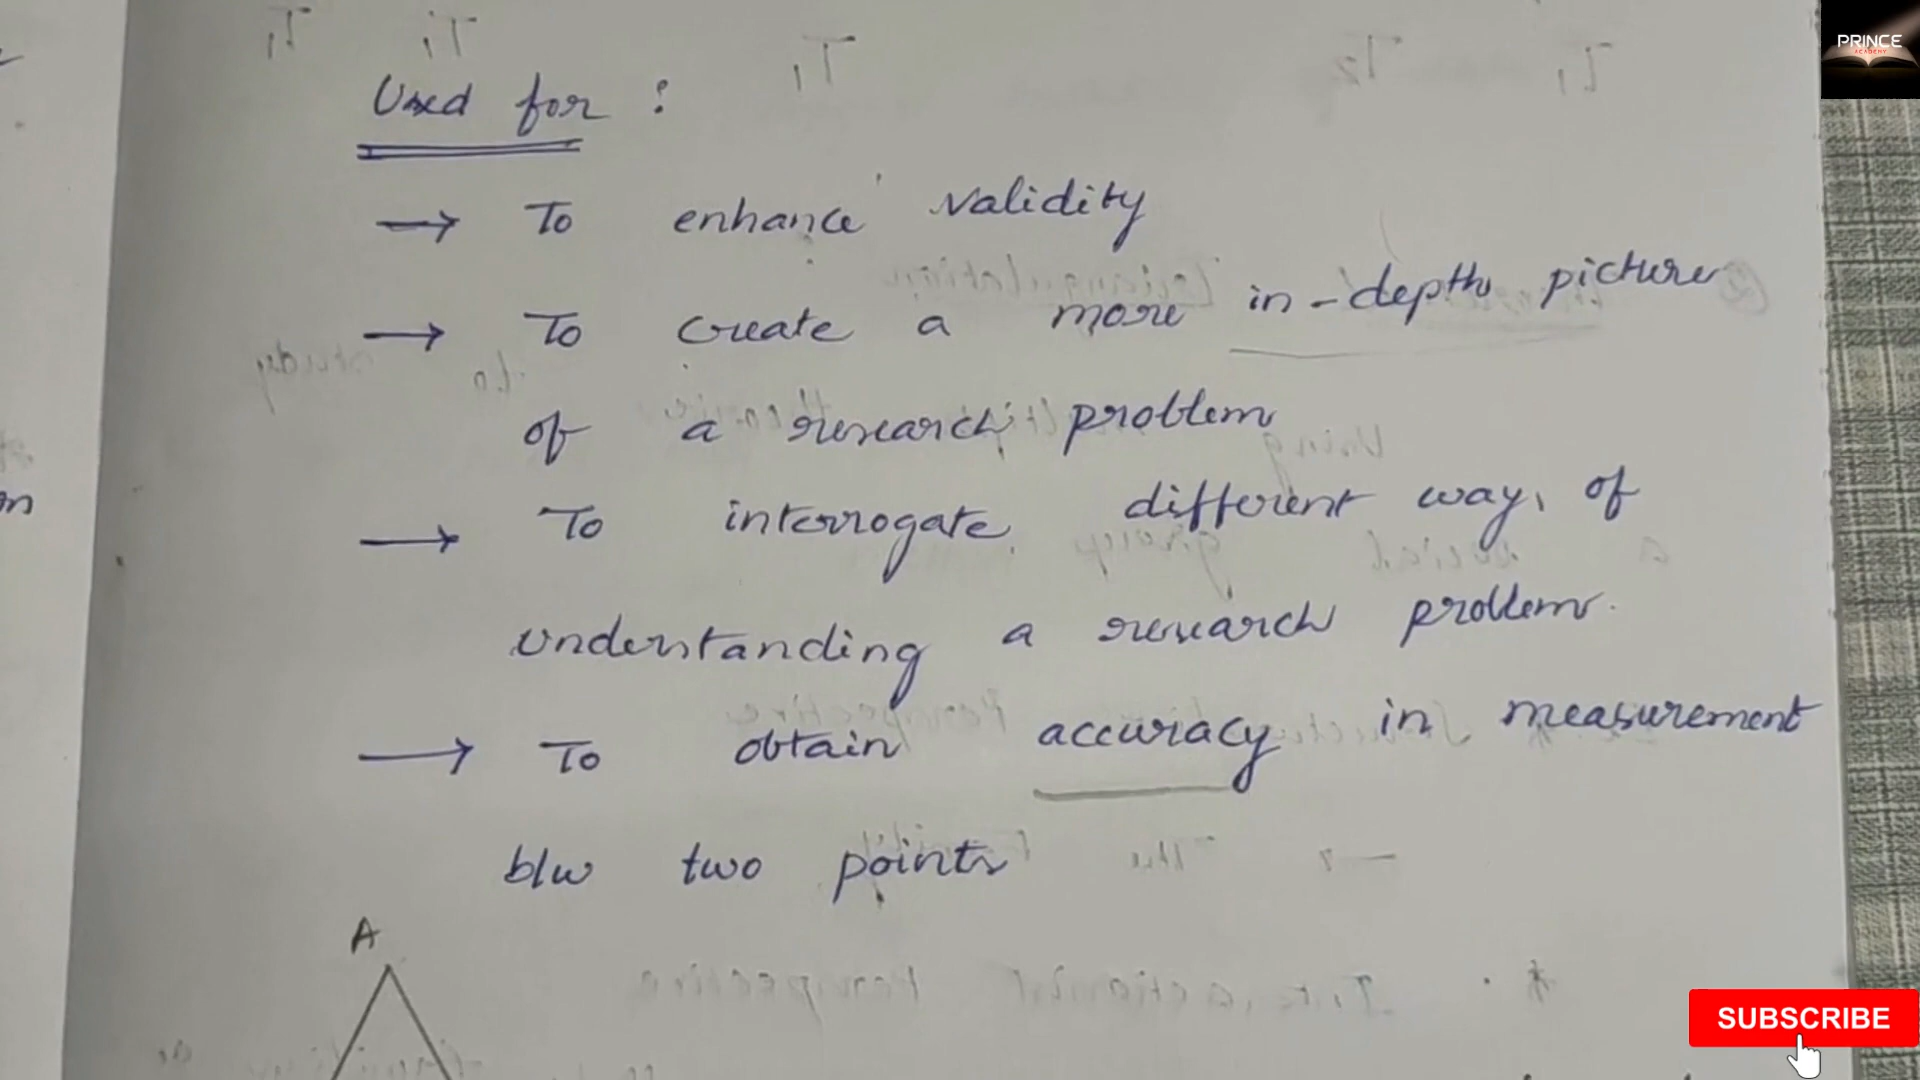 PRINCE
ACADEMY
Used for :
→ To enhance validity
→ To create a more in-depth picture
of a research problem
→ To interrogate different ways of
understanding a research problem.
→ To obtain accuracy in measurement
b/w two points
A
SUBSCRIBE